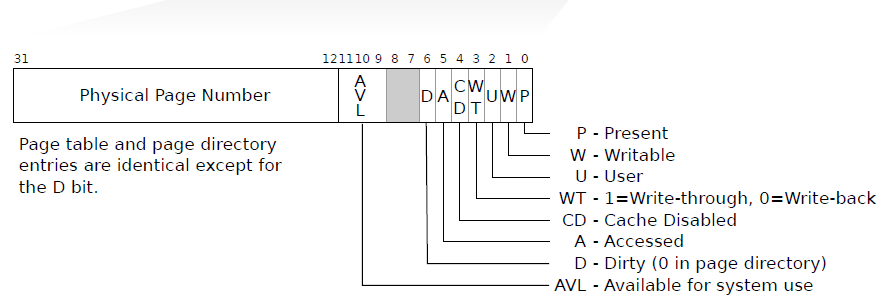 31 12 11 10 9 8 7 6 5 4 3 2 1 0
Physical Page Number AVL D A CD WT U W P
Page table and page directory
entries are identical except for
the D bit.
P - Present
W - Writable
U - User
WT - 1=Write-through, 0=Write-back
CD - Cache Disabled
A - Accessed
D - Dirty (0 in page directory)
AVL - Available for system use